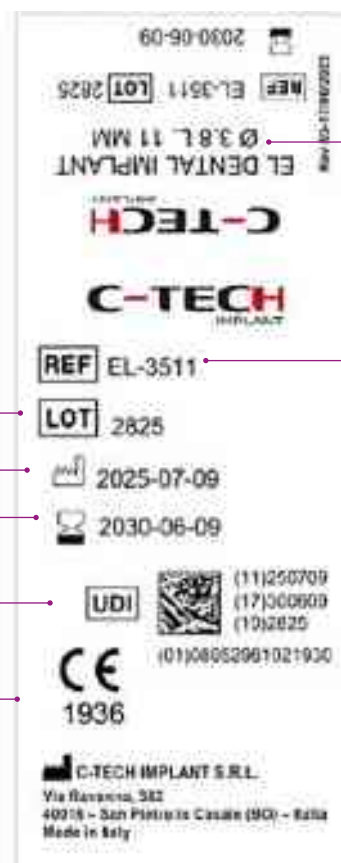 C-TECH
IMPLANT
EL DENTAL IMPLANT
Ø 3.8 L 11 MM
REF EL-3511 LOT 2825
2030-06-09
C-TECH
IMPLANT
REF EL-3511
LOT 2825
2025-07-09
2030-06-09
UDI
(11)250709
(17)300609
(10)2825
(01)08052961021930
CE
1936
C-TECH IMPLANT S.R.L.
Via Ravenna,
40018 – San Pietro in Casale (BO) – Italia
Made in Italy